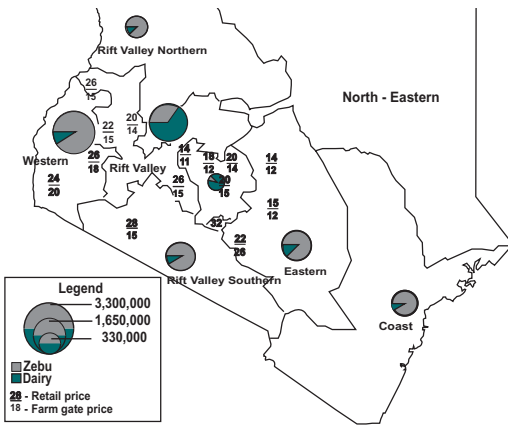 Rift Valley Northern
North - Eastern
26
15
22
15
20
14
Western
26
18
Rift Valley
14
11
18
12
20
14
14
12
24
20
26
15
20
15
28
15
32
15
12
22
26
Rift Valley Southern
Eastern
Coast
Legend
3,300,000
1,650,000
330,000
Zebu
Dairy
28 - Retail price
18 - Farm gate price